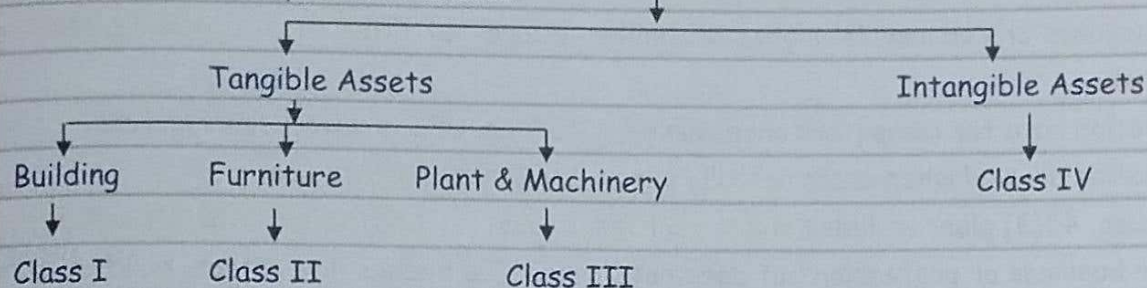 Tangible Assets Intangible Assets
Building Furniture Plant & Machinery Class IV
Class I Class II Class III